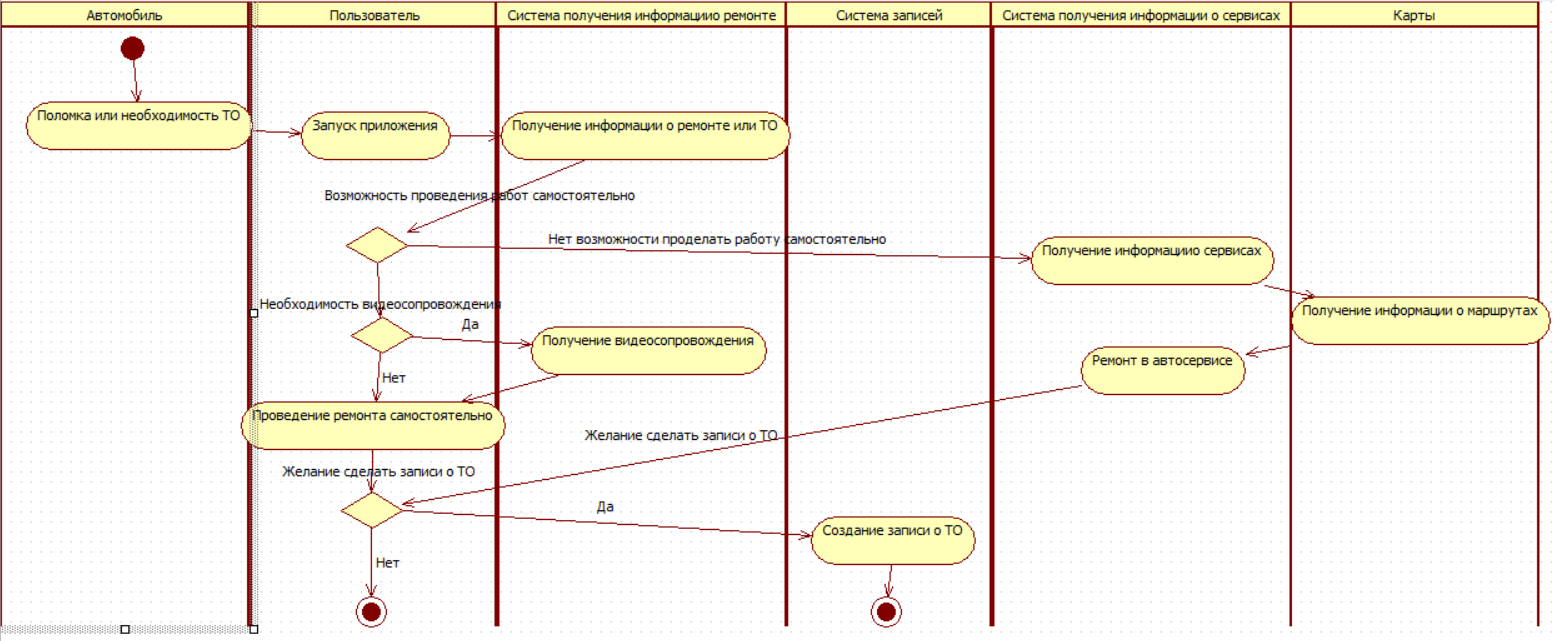 Автомобиль
Пользователь
Система получения информациио ремонте
Система записей
Система получения информации о сервисах
Карты
Поломка или необходимость ТО
Запуск приложения
Получение информации о ремонте или ТО
Возможность проведения работ самостоятельно
Нет возможности проделать работу самостоятельно
Получение информациио сервисах
Необходимость видеосопровождения
Да
Получение информации о маршрутах
Получение видеосопровождения
Ремонт в автосервисе
Нет
Проведение ремонта самостоятельно
Желание сделать записи о ТО
Желание сделать записи о ТО
Да
Создание записи о ТО
Нет